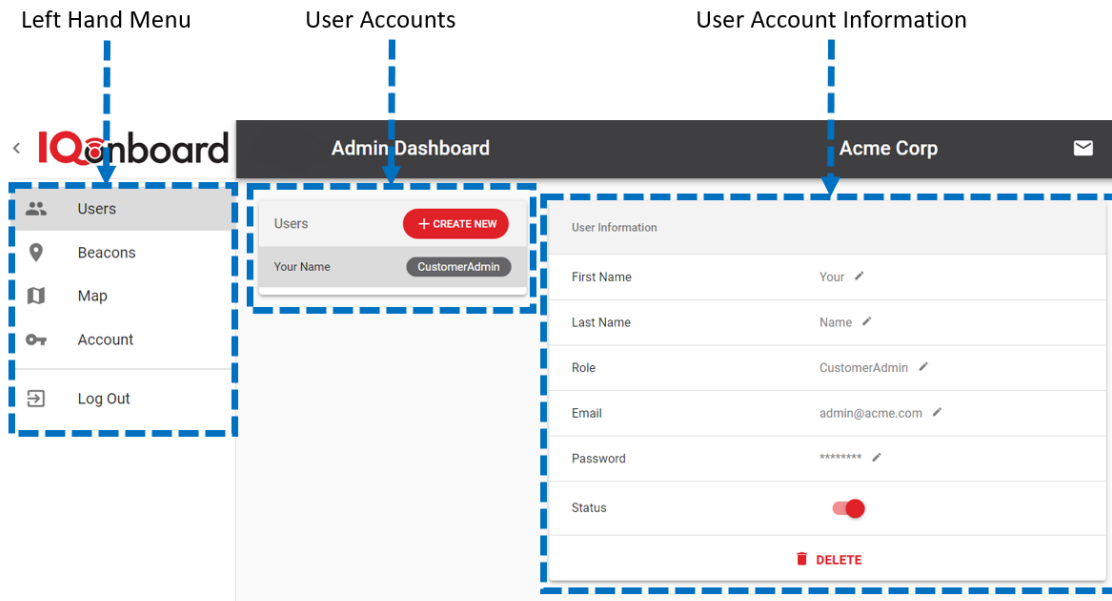 Left Hand Menu
User Accounts
User Account Information
IQonboard
Admin Dashboard
Acme Corp
Users
Beacons
Map
Account
Log Out
Users
+ CREATE NEW
Your Name
CustomerAdmin
User Information
First Name
Your
Last Name
Name
Role
CustomerAdmin
Email
admin@acme.com
Password
********
Status
DELETE